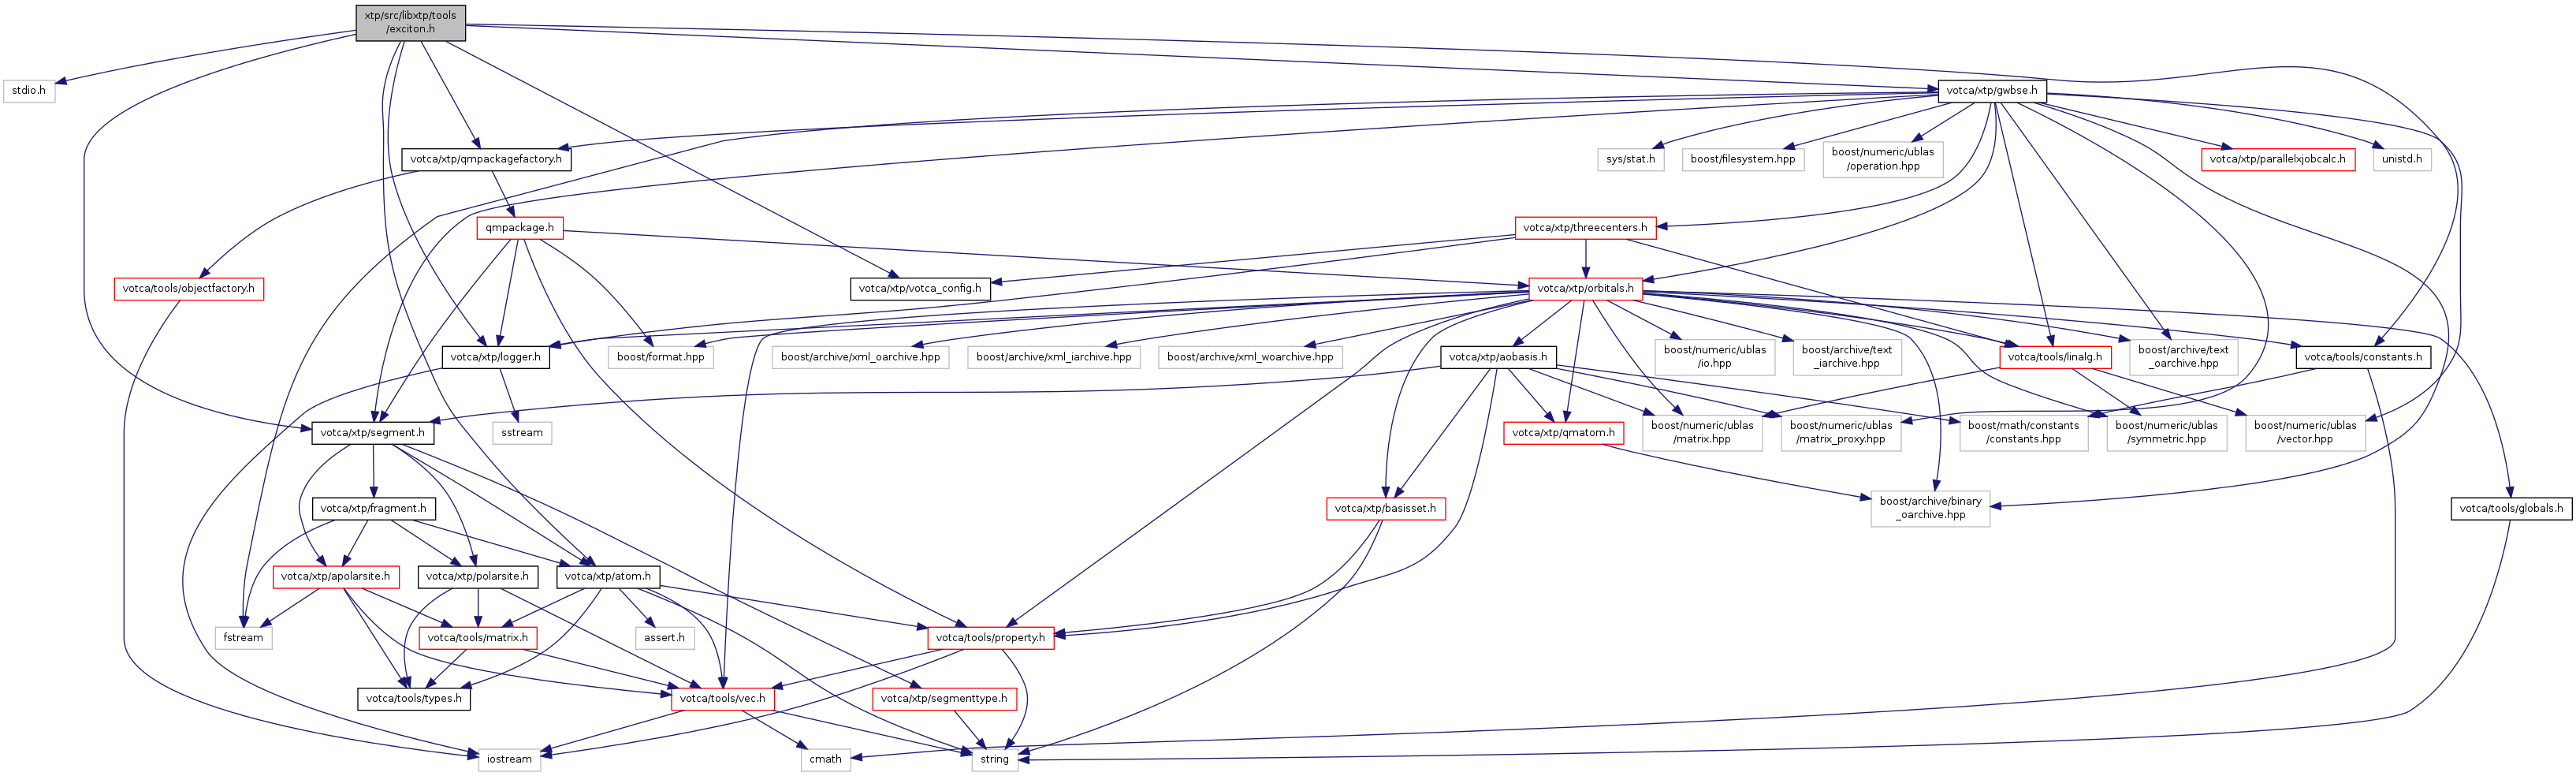 xtp/src/libxtp/tools
/exciton.h
stdio.h
votca/xtp/gwbse.h
votca/xtp/qmpackagefactory.h
sys/stat.h
boost/filesystem.hpp
boost/numeric/ublas
/operation.hpp
votca/xtp/parallelxjobcalc.h
unistd.h
qmpackage.h
votca/xtp/threecenters.h
votca/tools/objectfactory.h
votca/xtp/votca_config.h
votca/xtp/orbitals.h
votca/xtp/logger.h
boost/format.hpp
boost/archive/xml_oarchive.hpp
boost/archive/xml_iarchive.hpp
boost/archive/xml_woarchive.hpp
votca/xtp/aobasis.h
boost/numeric/ublas
/io.hpp
boost/archive/text
_iarchive.hpp
votca/tools/linalg.h
boost/archive/text
_oarchive.hpp
votca/tools/constants.h
votca/xtp/segment.h
sstream
votca/xtp/qmatom.h
boost/numeric/ublas
/matrix.hpp
boost/numeric/ublas
/matrix_proxy.hpp
boost/math/constants
/constants.hpp
boost/numeric/ublas
/symmetric.hpp
boost/numeric/ublas
/vector.hpp
votca/xtp/fragment.h
votca/xtp/basisset.h
boost/archive/binary
_oarchive.hpp
votca/tools/globals.h
votca/xtp/apolarsite.h
votca/xtp/polarsite.h
votca/xtp/atom.h
fstream
votca/tools/matrix.h
assert.h
votca/tools/property.h
votca/tools/types.h
votca/tools/vec.h
votca/xtp/segmenttype.h
iostream
cmath
string